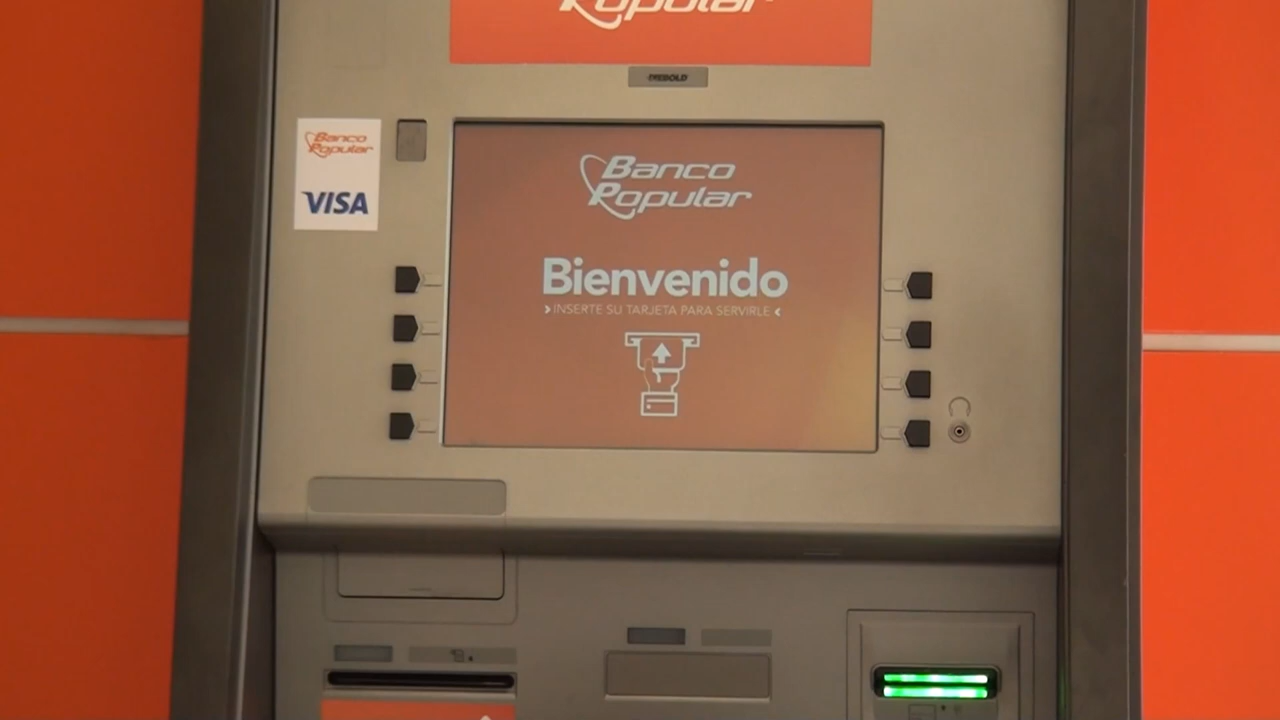 Popular
DIEBOLD
Banco
Popular
VISA
Banco
Popular
Bienvenido
› INSERTE SU TARJETA PARA SERVIRLE ‹